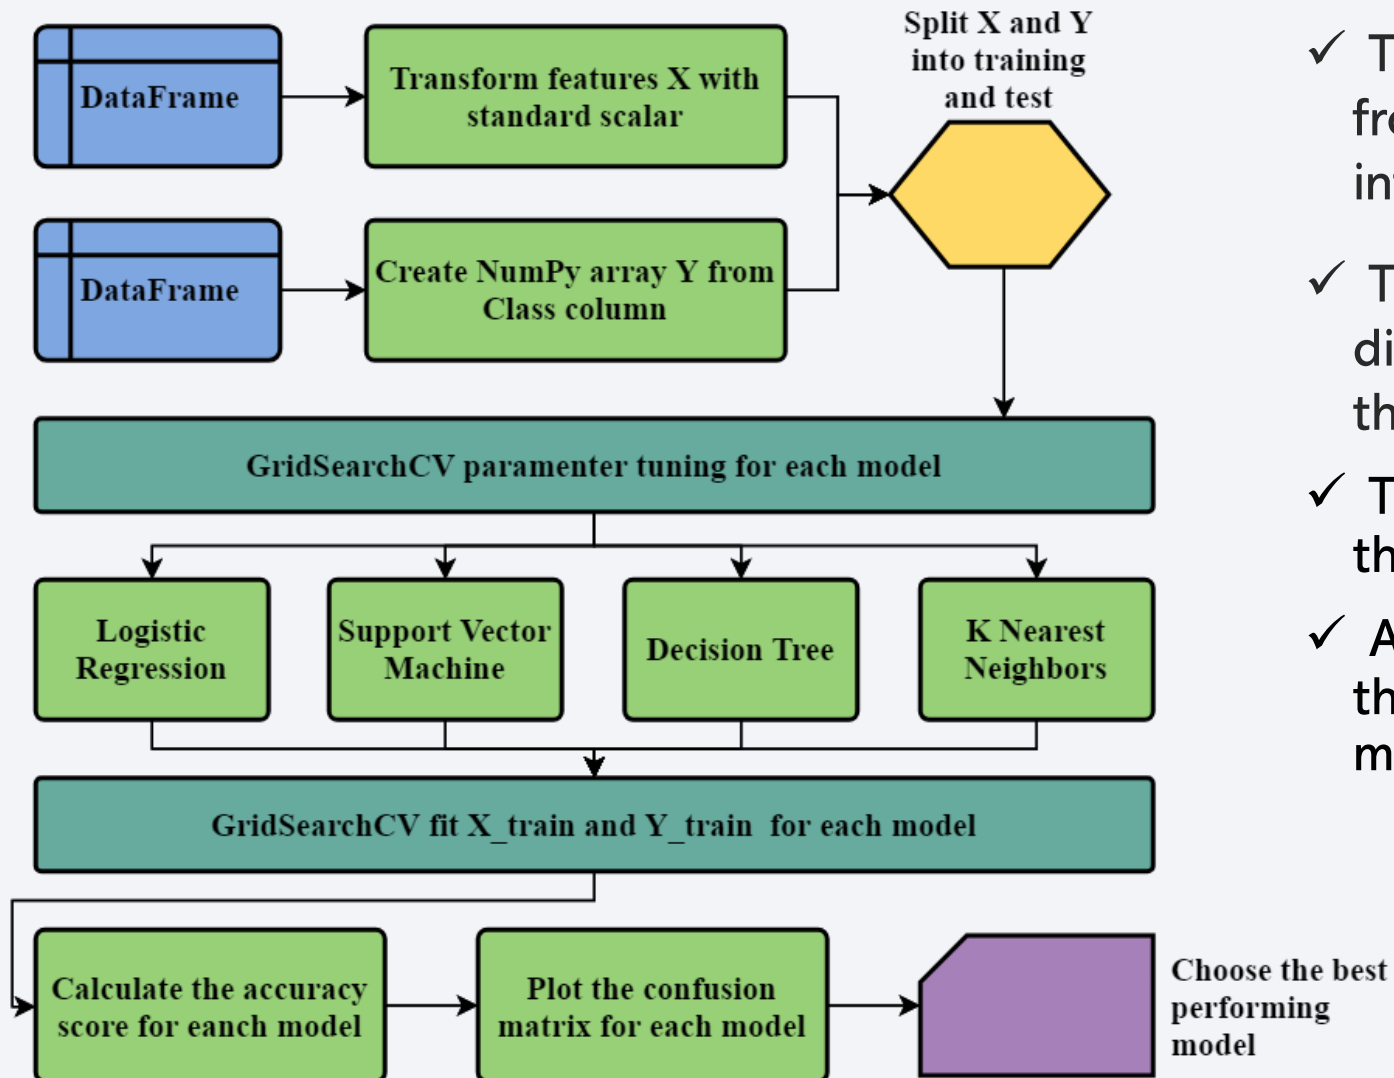 Split X and Y
into training
and test
DataFrame
Transform features X with
standard scalar
DataFrame
Create NumPy array Y from
Class column
GridSearchCV paramenter tuning for each model
Logistic
Regression
Support Vector
Machine
Decision Tree
K Nearest
Neighbors
GridSearchCV fit X_train and Y_train for each model
Calculate the accuracy
score for eanch model
Plot the confusion
matrix for each model
Choose the best
performing
model